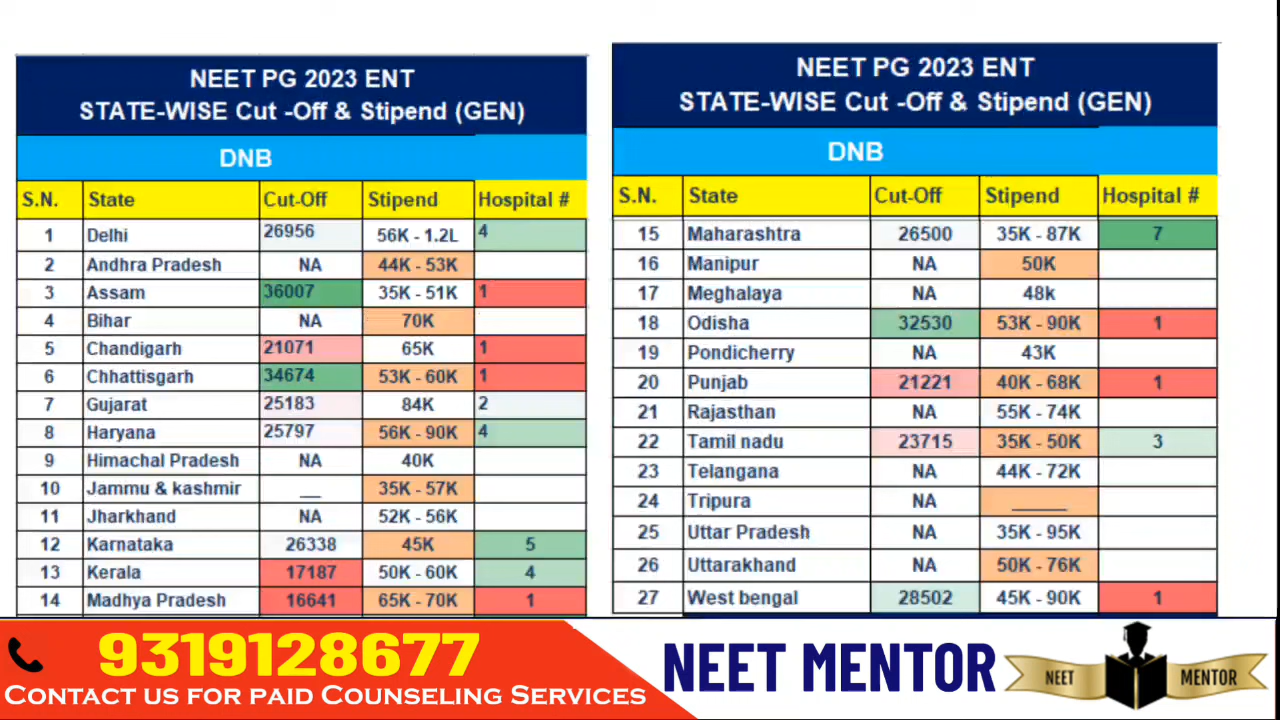 NEET PG 2023 ENT
STATE-WISE Cut -Off & Stipend (GEN)
DNB
S.N. State Cut-Off Stipend Hospital #
1 Delhi 26956 56K - 1.2L 4
2 Andhra Pradesh NA 44K - 53K
3 Assam 36007 35K - 51K 1
4 Bihar NA 70K
5 Chandigarh 21071 65K 1
6 Chhattisgarh 34674 53K - 60K 1
7 Gujarat 25183 84K 2
8 Haryana 25797 56K - 90K 4
9 Himachal Pradesh NA 40K
10 Jammu & kashmir __ 35K - 57K
11 Jharkhand NA 52K - 56K
12 Karnataka 26338 45K 5
13 Kerala 17187 50K - 60K 4
14 Madhya Pradesh 16641 65K - 70K 1
NEET PG 2023 ENT
STATE-WISE Cut -Off & Stipend (GEN)
DNB
S.N. State Cut-Off Stipend Hospital #
15 Maharashtra 26500 35K - 87K 7
16 Manipur NA 50K
17 Meghalaya NA 48k
18 Odisha 32530 53K - 90K 1
19 Pondicherry NA 43K
20 Punjab 21221 40K - 68K 1
21 Rajasthan NA 55K - 74K
22 Tamil nadu 23715 35K - 50K 3
23 Telangana NA 44K - 72K
24 Tripura NA _____
25 Uttar Pradesh NA 35K - 95K
26 Uttarakhand NA 50K - 76K
27 West bengal 28502 45K - 90K 1
9319128677
Contact us for paid Counseling Services
NEET MENTOR
NEET MENTOR